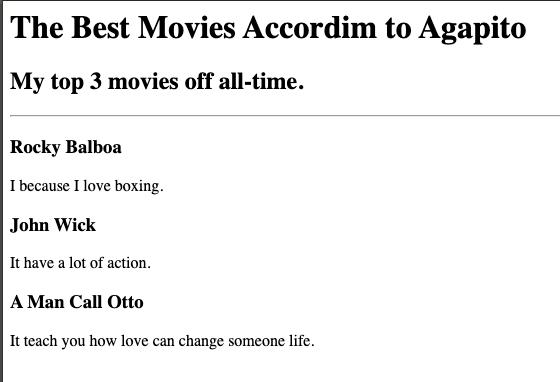 The Best Movies Accordim to Agapito
My top 3 movies off all-time.
Rocky Balboa
I because I love boxing.
John Wick
It have a lot of action.
A Man Call Otto
It teach you how love can change someone life.